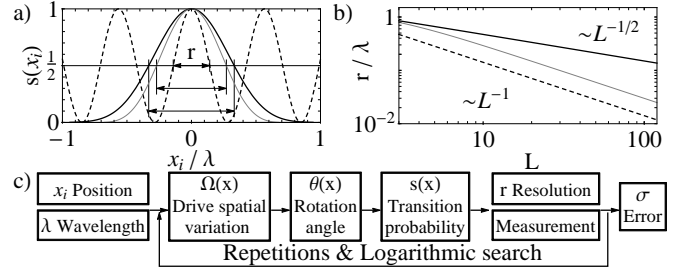 a)
s(x_i)
1
1/2
0
r
-1
0
1
x_i / λ
b)
r / λ
1
10^{-2}
~L^{-1/2}
~L^{-1}
10
100
L
c)
x_i Position
λ Wavelength
Ω(x)
Drive spatial
variation
θ(x)
Rotation
angle
s(x)
Transition
probability
r Resolution
Measurement
σ
Error
Repetitions & Logarithmic search